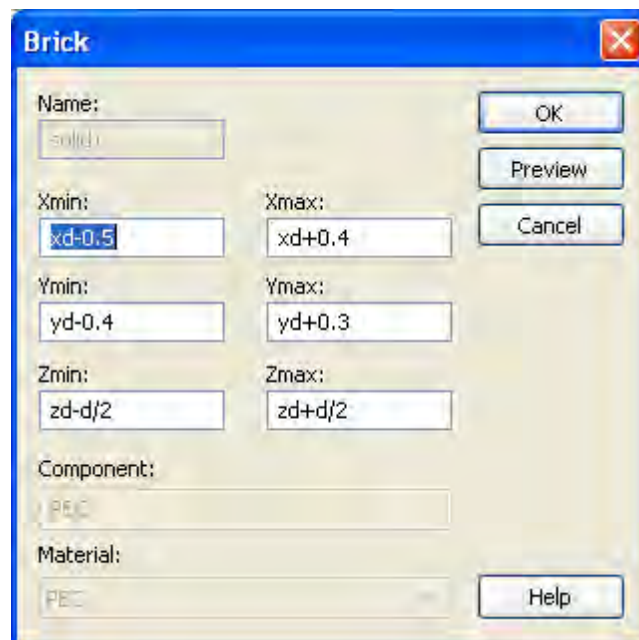 Brick
Name:
OK
solid1
Preview
Xmin:
Xmax:
Cancel
xd-0.5
xd+0.4
Ymin:
Ymax:
yd-0.4
yd+0.3
Zmin:
Zmax:
zd-d/2
zd+d/2
Component:
PEC
Material:
PEC
Help